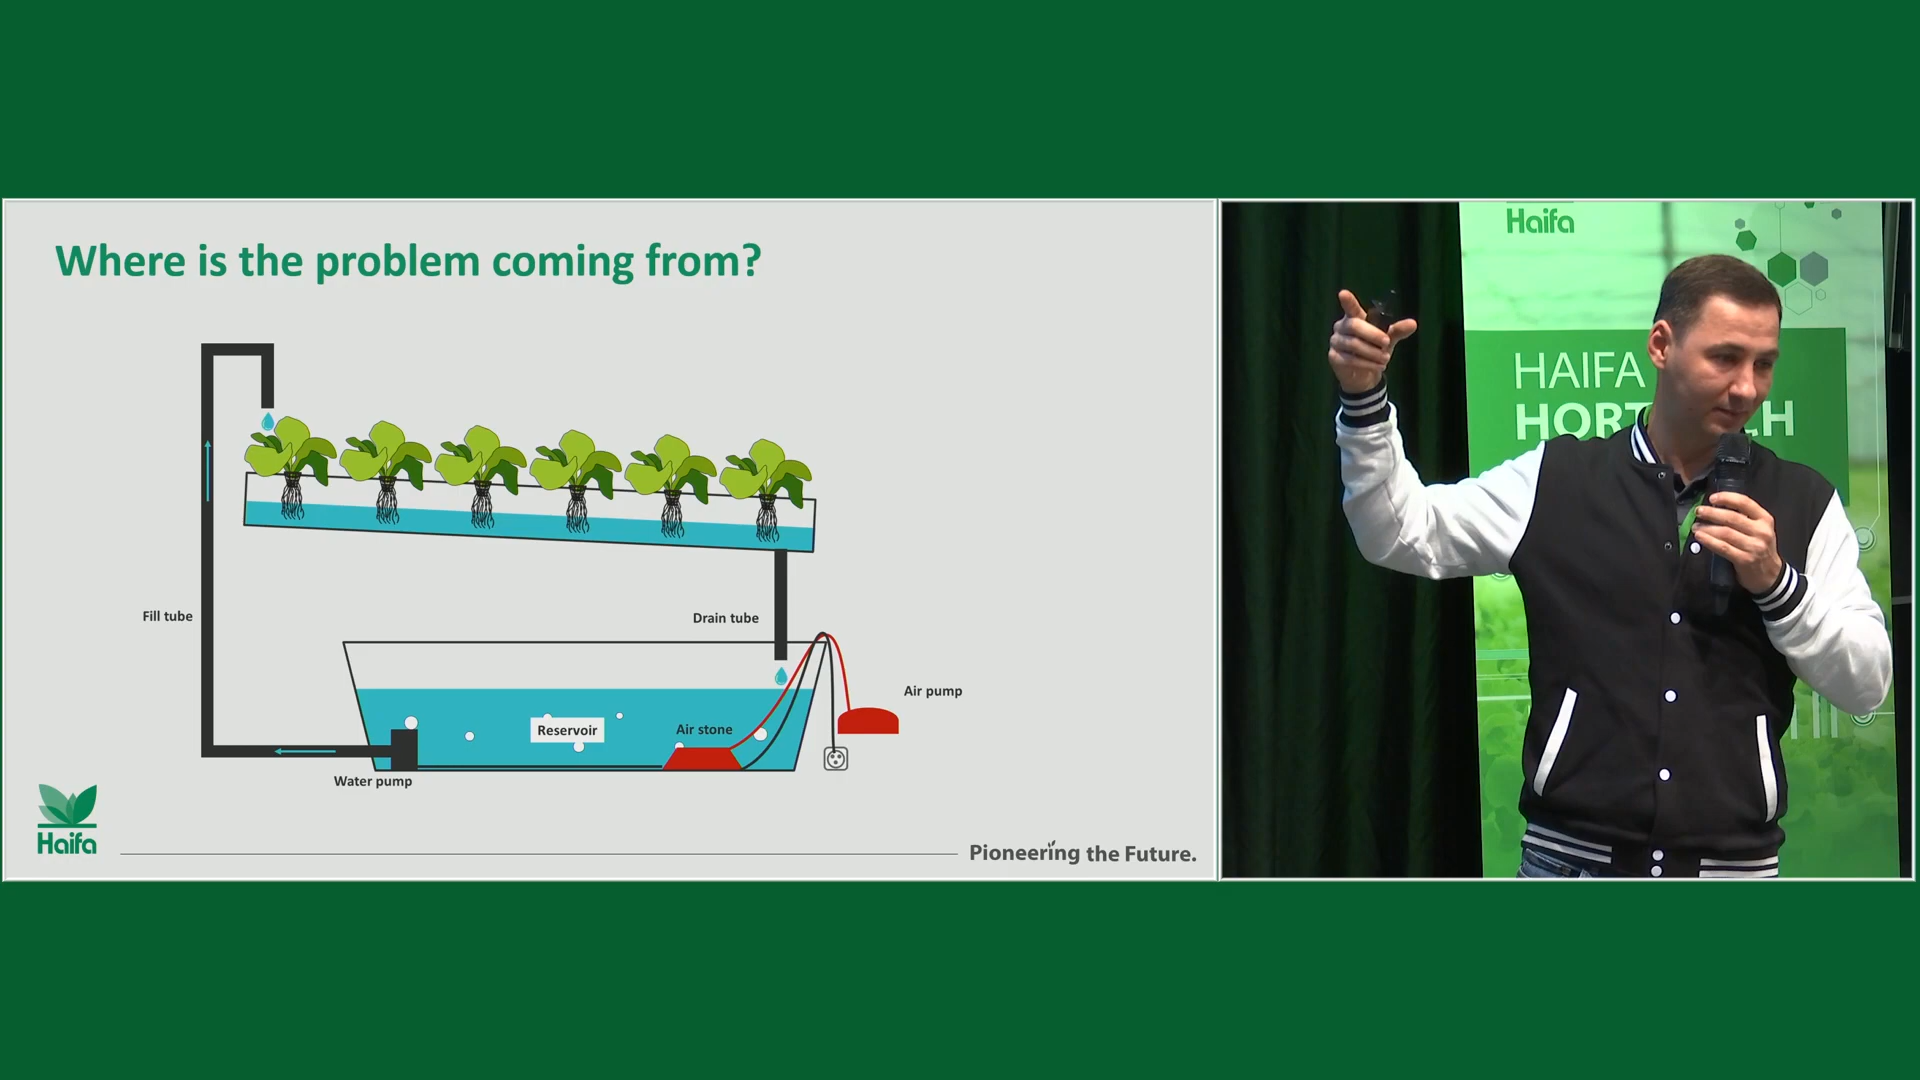 Where is the problem coming from?
Fill tube
Drain tube
Air pump
Reservoir
Air stone
Water pump
Haifa
Pioneering the Future.
Haifa
HAIFA